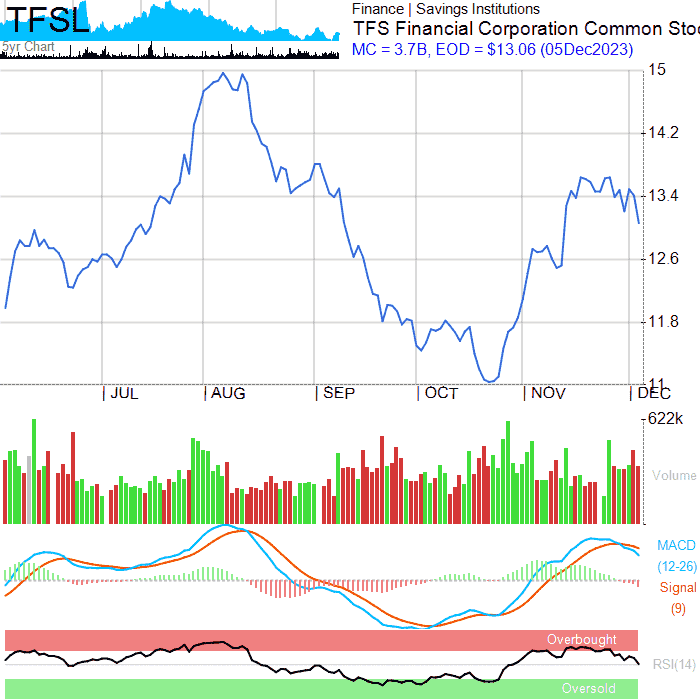 TFSL
5yr Chart
Finance | Savings Institutions
TFS Financial Corporation Common Stoc
MC = 3.7B, EOD = $13.06 (05Dec2023)
15
14.2
13.4
12.6
11.8
11
JUL AUG SEP OCT NOV DEC
622k
Volume
MACD
(12-26)
Signal
(9)
Overbought
RSI(14)
Oversold